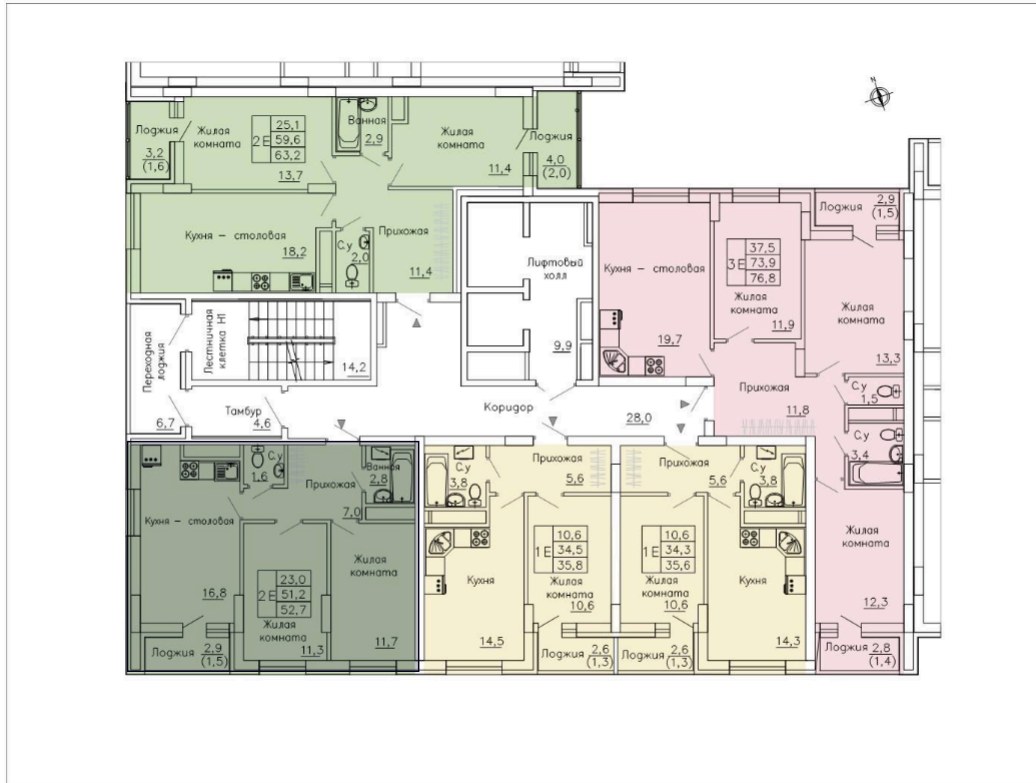 N
Лоджия
3,2
(1,6)
Жилая
комната
13,7
2Е
25,1
59,6
63,2
Ванная
2,9
Жилая
комната
11,4
Лоджия
4,0
(2,0)
Кухня – столовая
18,2
С.у
2,0
Прихожая
11,4
Лифтовый
холл
9,9
Кухня – столовая
19,7
3Е
37,5
73,9
76,8
Жилая
комната
11,9
Лоджия
2,9
(1,5)
Жилая
комната
13,3
Прихожая
11,8
С.у
1,5
С.у
3,4
Жилая
комната
12,3
Лоджия
2,8
(1,4)
Переходная
лоджия
6,7
Лестничная
клетка Н1
14,2
Тамбур
4,6
Коридор
28,0
Кухня – столовая
16,8
С.у
1,6
Прихожая
7,0
Ванная
2,8
2Е
23,0
51,2
52,7
Жилая
комната
11,3
Жилая
комната
11,7
Лоджия
2,9
(1,5)
С.у
3,8
Прихожая
5,6
Кухня
14,5
1Е
10,6
34,5
35,8
Жилая
комната
10,6
Лоджия
2,6
(1,3)
Прихожая
5,6
С.у
3,8
1Е
10,6
34,3
35,6
Жилая
комната
10,6
Кухня
14,3
Лоджия
2,6
(1,3)